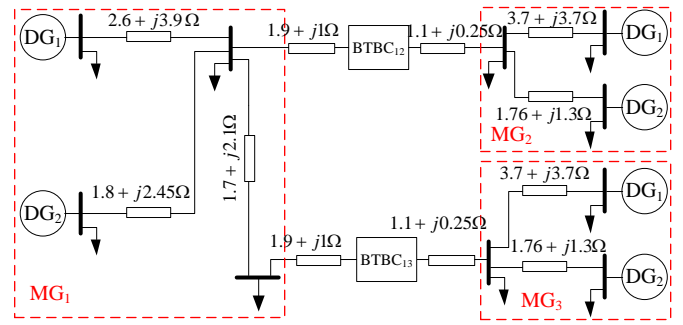 DG₁
2.6 + j3.9Ω
1.9 + j1Ω
BTBC₁₂
1.1 + j0.25Ω
3.7 + j3.7Ω
DG₁
1.76 + j1.3Ω
DG₂
MG₂
1.7 + j2.1Ω
DG₂
1.8 + j2.45Ω
MG₁
1.9 + j1Ω
BTBC₁₃
1.1 + j0.25Ω
3.7 + j3.7Ω
DG₁
1.76 + j1.3Ω
DG₂
MG₃